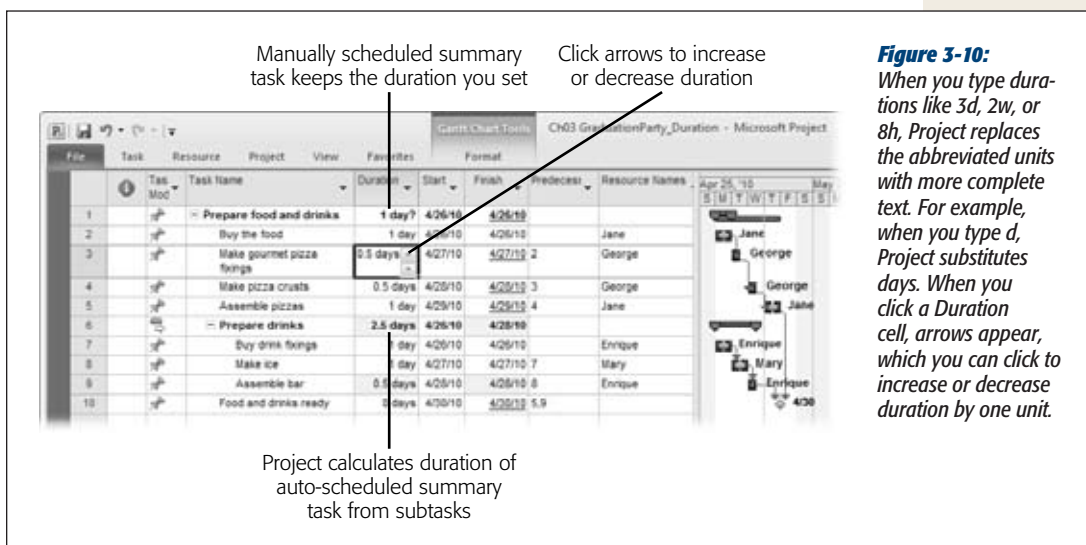 Manually scheduled summary
task keeps the duration you set
Click arrows to increase
or decrease duration
Gantt Chart Tools
Ch03 GraduationParty_Duration - Microsoft Project
File Task Resource Project View Favorites Format
Tas Mod Task Name Duration Start Finish Predecess Resource Names Apr 25, '10 May
S M T W T F S S
1 Prepare food and drinks 1 day? 4/26/10 4/26/10
2 Buy the food 1 day 4/26/10 4/26/10 Jane Jane
3 Make gourmet pizza fixings 0.5 days 4/27/10 4/27/10 2 George George
4 Make pizza crusts 0.5 days 4/28/10 4/28/10 3 George George
5 Assemble pizzas 1 day 4/29/10 4/29/10 4 Jane Jane
6 Prepare drinks 2.5 days 4/26/10 4/28/10
7 Buy drink fixings 1 day 4/26/10 4/26/10 Enrique Enrique
8 Make ice 1 day 4/27/10 4/27/10 7 Mary Mary
9 Assemble bar 0.5 days 4/28/10 4/28/10 8 Enrique Enrique
10 Food and drinks ready 0 days 4/30/10 4/30/10 5,9 4/30
Project calculates duration of
auto-scheduled summary
task from subtasks
Figure 3-10:
When you type dura-
tions like 3d, 2w, or
8h, Project replaces
the abbreviated units
with more complete
text. For example,
when you type d,
Project substitutes
days. When you
click a Duration
cell, arrows appear,
which you can click to
increase or decrease
duration by one unit.